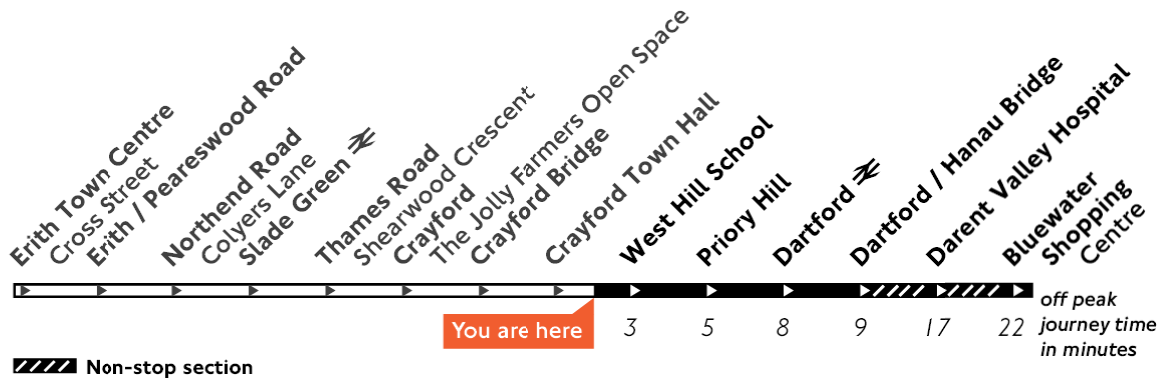 Erith Town Centre
Cross Street
Erith / Peareswood Road
Northend Road
Colyers Lane
Slade Green
Thames Road
Shearwood Crescent
Crayford
The Jolly Farmers Open Space
Crayford Bridge
Crayford Town Hall
West Hill School
Priory Hill
Dartford
Dartford / Hanau Bridge
Darent Valley Hospital
Bluewater
Shopping
Centre
You are here
3 5 8 9 17 22
off peak
journey time
in minutes
Non-stop section